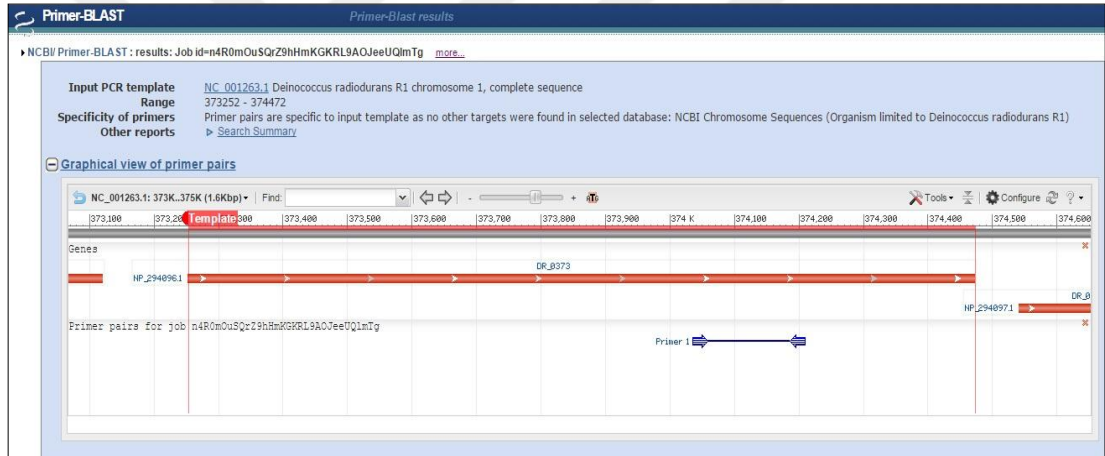 Primer-BLAST Primer-Blast results
NCBI/ Primer-BLAST : results: Job id=n4R0mOuSQrZ9hHmKGKRL9AOJeeUQlmTg more...
Input PCR template NC_001263.1 Deinococcus radiodurans R1 chromosome 1, complete sequence
Range 373252 - 374472
Specificity of primers Primer pairs are specific to input template as no other targets were found in selected database: NCBI Chromosome Sequences (Organism limited to Deinococcus radiodurans R1)
Other reports Search Summary
Graphical view of primer pairs
NC_001263.1: 373K..375K (1.6Kbp) Find: Tools Configure ?
373,100 373,20 Template 300 373,400 373,500 373,600 373,700 373,800 373,900 374 K 374,100 374,200 374,300 374,400 374,500 374,600
Genes
DR_0373
NP_294096.1
DR_0
NP_294097.1
Primer pairs for job n4R0mOuSQrZ9hHmKGKRL9AOJeeUQlmTg
Primer 1